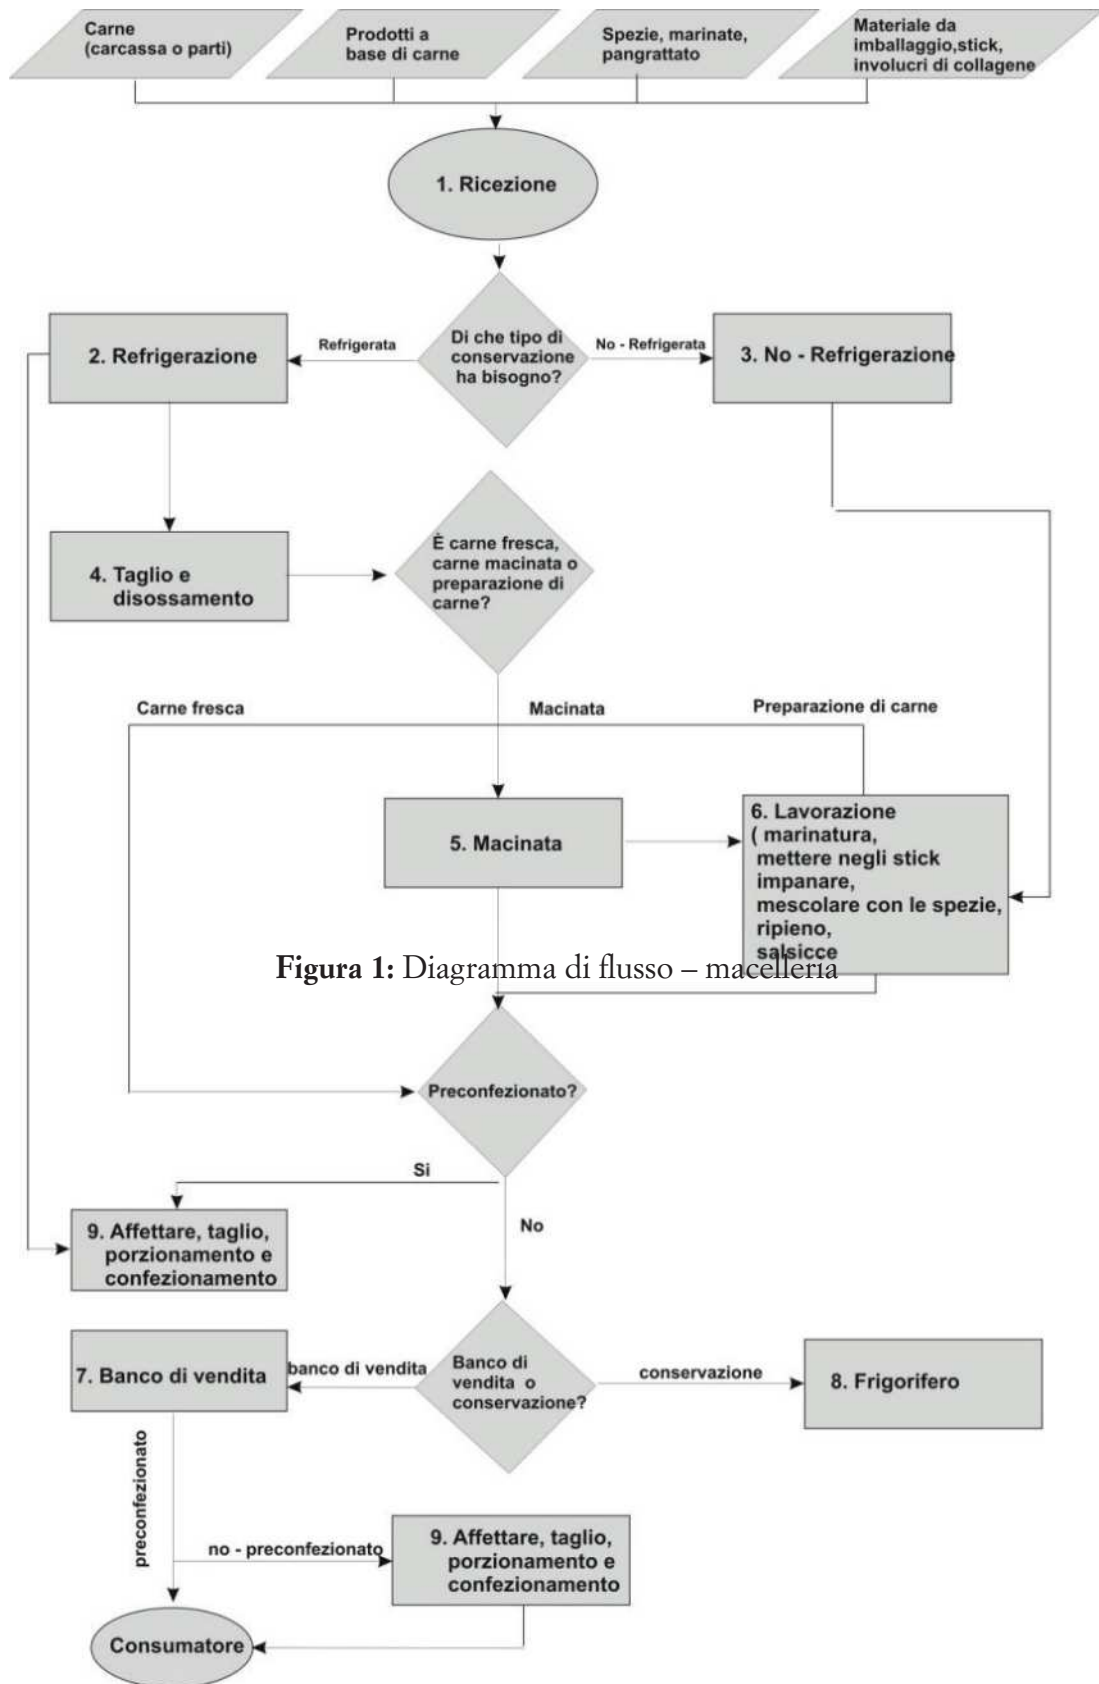 Carne
(carcassa o parti)
Prodotti a
base di carne
Spezie, marinate,
pangrattato
Materiale da
imballaggio,stick,
involucri di collagene
1. Ricezione
Di che tipo di
conservazione
ha bisogno?
Refrigerata
No - Refrigerata
2. Refrigerazione
3. No - Refrigerazione
È carne fresca,
carne macinata o
preparazione di
carne?
4. Taglio e
disossamento
Carne fresca
Macinata
Preparazione di carne
5. Macinata
6. Lavorazione
( marinatura,
mettere negli stick
impanare,
mescolare con le spezie,
ripieno,
salsicce
Figura 1: Diagramma di flusso – macelleria
Preconfezionato?
Si
No
9. Affettare, taglio,
porzionamento e
confezionamento
7. Banco di vendita
banco di vendita
Banco di
vendita o
conservazione?
conservazione
8. Frigorifero
preconfezionato
no - preconfezionato
9. Affettare, taglio,
porzionamento e
confezionamento
Consumatore